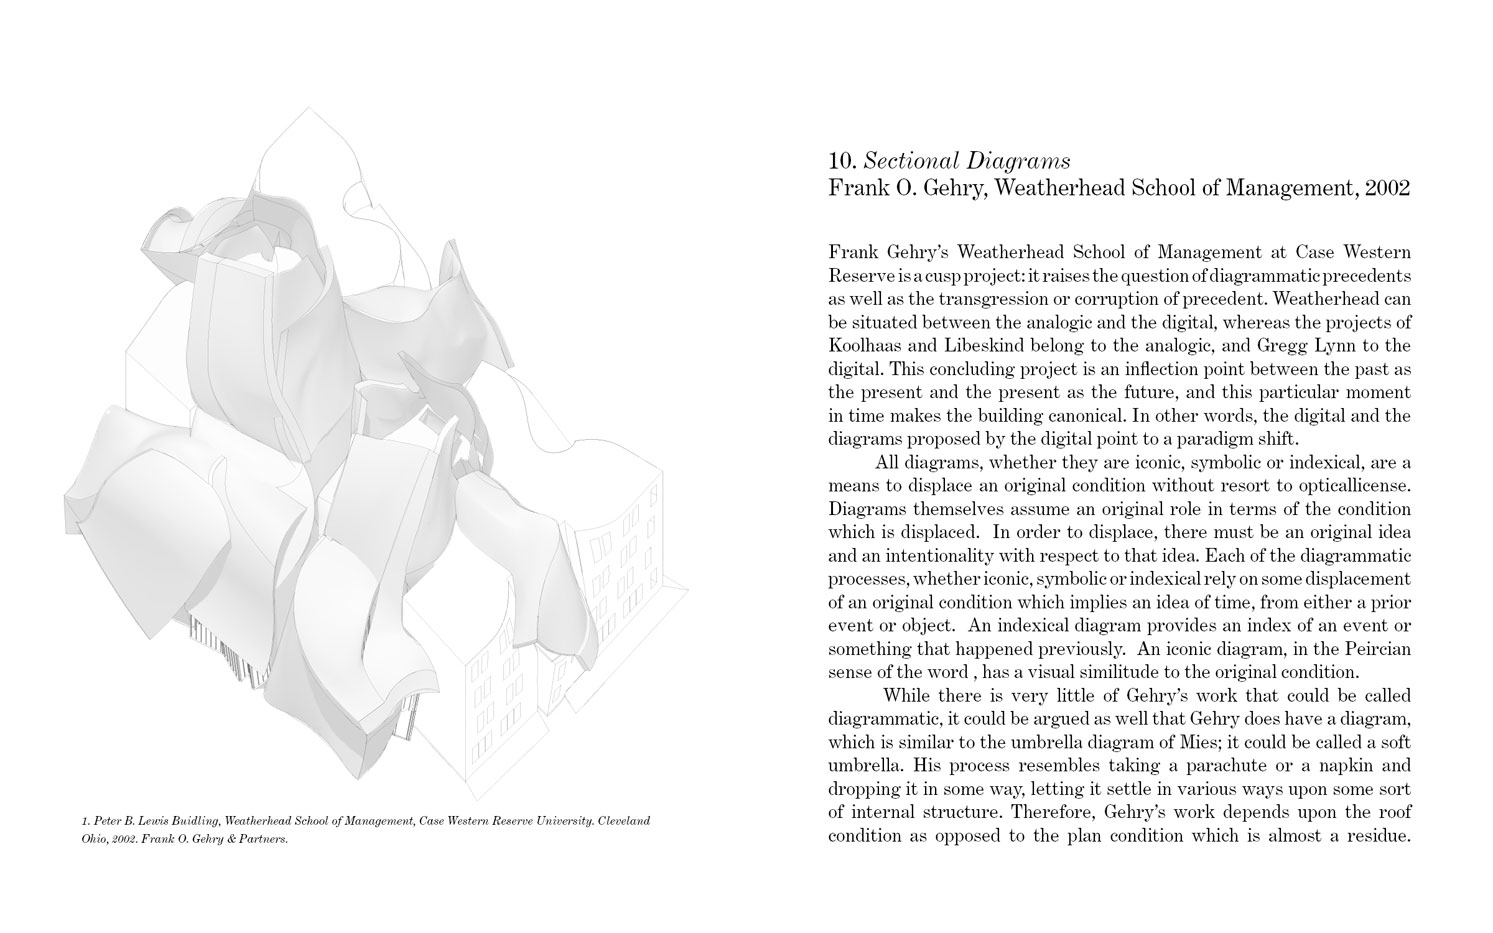 1. Peter B. Lewis Buidling, Weatherhead School of Management, Case Western Reserve University. Cleveland
Ohio, 2002. Frank O. Gehry & Partners.
10. Sectional Diagrams
Frank O. Gehry, Weatherhead School of Management, 2002
Frank Gehry's Weatherhead School of Management at Case Western
Reserve is a cusp project: it raises the question of diagrammatic precedents
as well as the transgression or corruption of precedent. Weatherhead can
be situated between the analogic and the digital, whereas the projects of
Koolhaas and Libeskind belong to the analogic, and Gregg Lynn to the
digital. This concluding project is an inflection point between the past as
the present and the present as the future, and this particular moment
in time makes the building canonical. In other words, the digital and the
diagrams proposed by the digital point to a paradigm shift.
All diagrams, whether they are iconic, symbolic or indexical, are a
means to displace an original condition without resort to opticallicense.
Diagrams themselves assume an original role in terms of the condition
which is displaced.  In order to displace, there must be an original idea
and an intentionality with respect to that idea. Each of the diagrammatic
processes, whether iconic, symbolic or indexical rely on some displacement
of an original condition which implies an idea of time, from either a prior
event or object.  An indexical diagram provides an index of an event or
something that happened previously.  An iconic diagram, in the Peircian
sense of the word , has a visual similitude to the original condition.
While there is very little of Gehry's work that could be called
diagrammatic, it could be argued as well that Gehry does have a diagram,
which is similar to the umbrella diagram of Mies; it could be called a soft
umbrella. His process resembles taking a parachute or a napkin and
dropping it in some way, letting it settle in various ways upon some sort
of internal structure. Therefore, Gehry's work depends upon the roof
condition as opposed to the plan condition which is almost a residue.